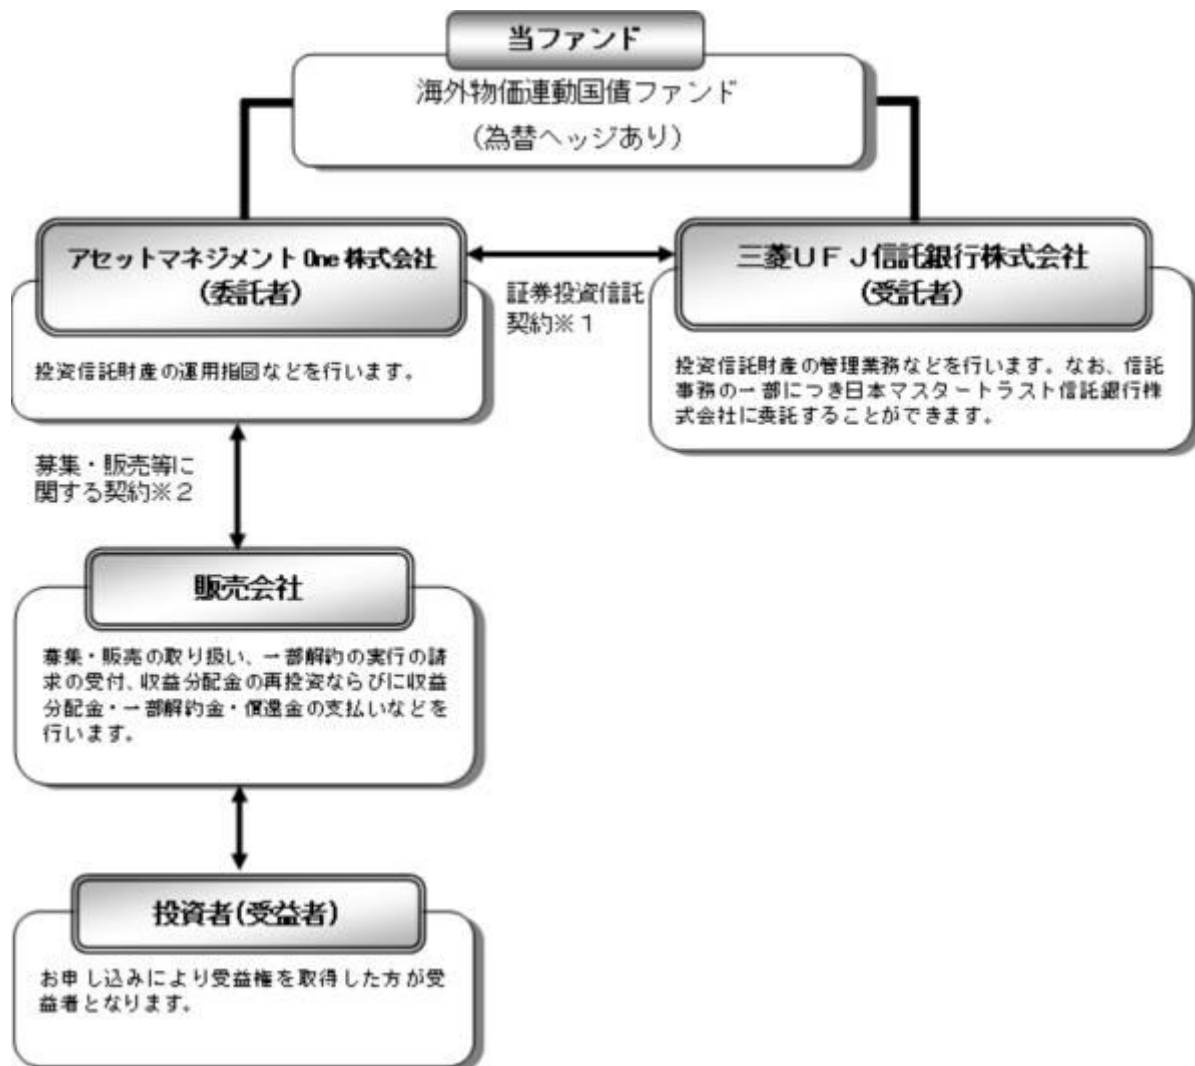 当ファンド
海外物価連動国債ファンド
(為替ヘッジあり)
アセットマネジメント One 株式会社
(委託者)
投資信託財産の運用指図などを行います。
証券投資信託
契約※1
三菱UFJ信託銀行株式会社
(受託者)
投資信託財産の管理業務などを行います。なお、信託
事務の一部につき日本マスタートラスト信託銀行株
式会社に委託することができます。
募集・販売等に
関する契約※2
販売会社
募集・販売の取り扱い、一部解約の実行の請
求の受付、収益分配金の再投資ならびに収益
分配金・一部解約金・償還金の支払いなどを
行います。
投資者(受益者)
お申し込みにより受益権を取得した方が受
益者となります。